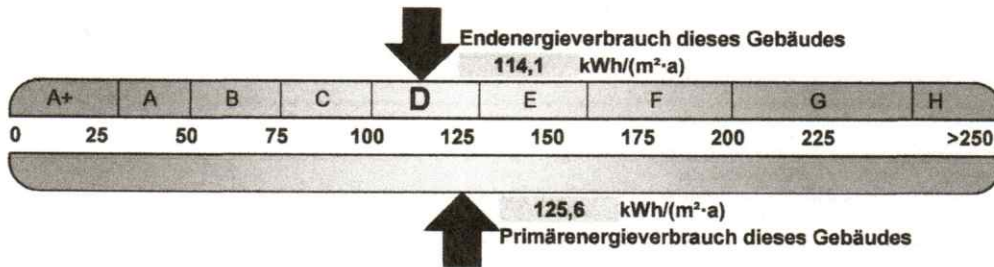 Endenergieverbrauch dieses Gebäudes
114,1 kWh/(m²·a)
A+ A B C D E F G H
0 25 50 75 100 125 150 175 200 225 >250
125,6 kWh/(m²·a)
Primärenergieverbrauch dieses Gebäudes